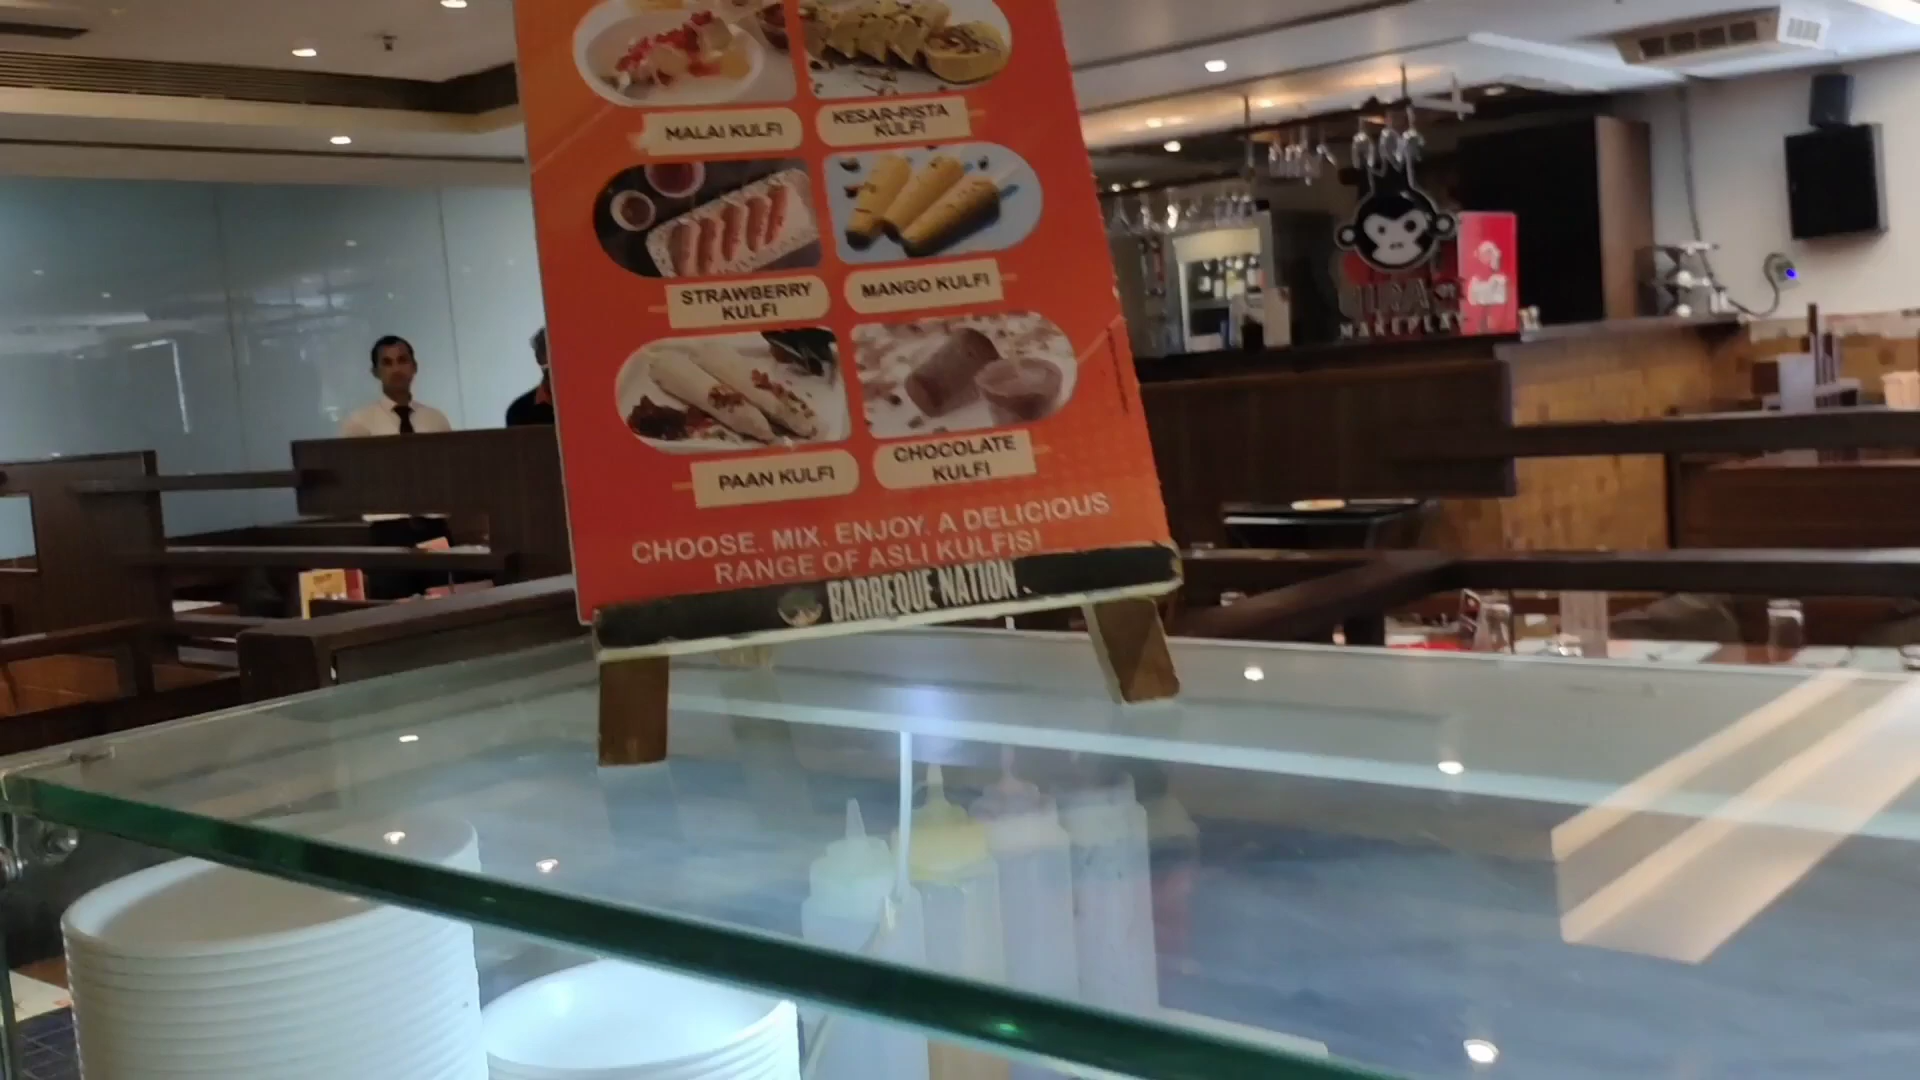 MALAI KULFI
KESAR-PISTA
KULFI
STRAWBERRY
KULFI
MANGO KULFI
PAAN KULFI
CHOCOLATE
KULFI
CHOOSE. MIX. ENJOY. A DELICIOUS
RANGE OF ASLI KULFIS!
BARBEQUE NATION